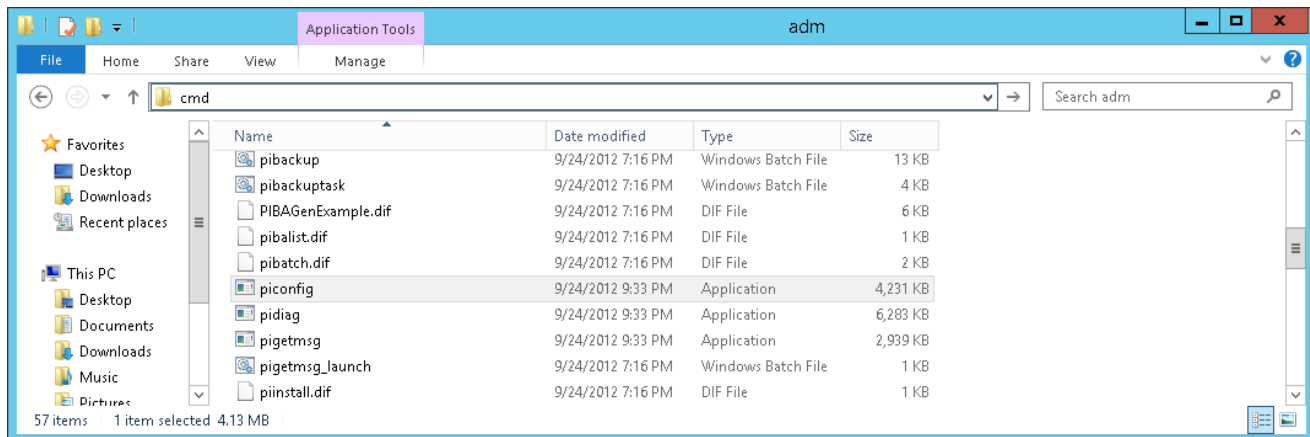 Application Tools
adm
File Home Share View Manage
cmd
Search adm
Name Date modified Type Size
Favorites
Desktop
Downloads
Recent places
This PC
Desktop
Documents
Downloads
Music
Pictures
pibackup 9/24/2012 7:16 PM Windows Batch File 13 KB
pibackuptask 9/24/2012 7:16 PM Windows Batch File 4 KB
PIBAGenExample.dif 9/24/2012 7:16 PM DIF File 6 KB
pibalist.dif 9/24/2012 7:16 PM DIF File 1 KB
pibatch.dif 9/24/2012 7:16 PM DIF File 2 KB
piconfig 9/24/2012 9:33 PM Application 4,231 KB
pidiag 9/24/2012 9:33 PM Application 6,283 KB
pigetmsg 9/24/2012 9:33 PM Application 2,939 KB
pigetmsg_launch 9/24/2012 7:16 PM Windows Batch File 1 KB
piinstall.dif 9/24/2012 7:16 PM DIF File 1 KB
57 items 1 item selected 4.13 MB